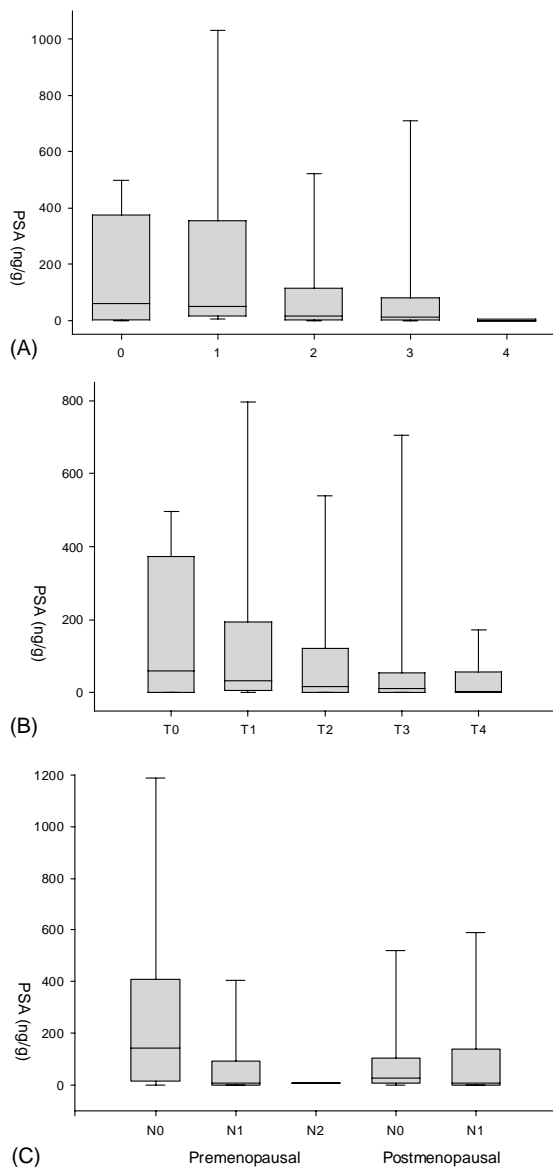 1000
800
600
400
200
0
PSA (ng/g)
0 1 2 3 4
(A)
800
600
400
200
0
PSA (ng/g)
T0 T1 T2 T3 T4
(B)
1200
1000
800
600
400
200
0
PSA (ng/g)
N0 N1 N2 N0 N1
Premenopausal Postmenopausal
(C)